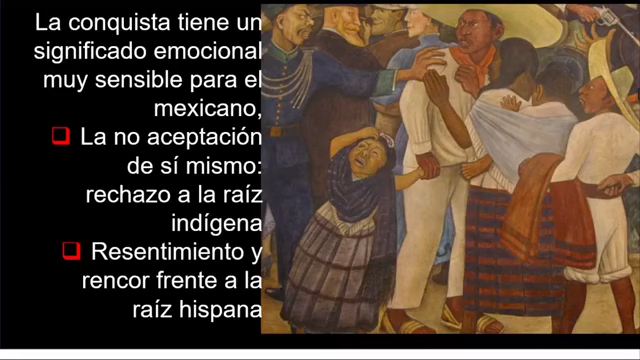 La conquista tiene un
significado emocional
muy sensible para el
mexicano,
La no aceptación
de sí mismo:
rechazo a la raíz
indígena
Resentimiento y
rencor frente a la
raíz hispana